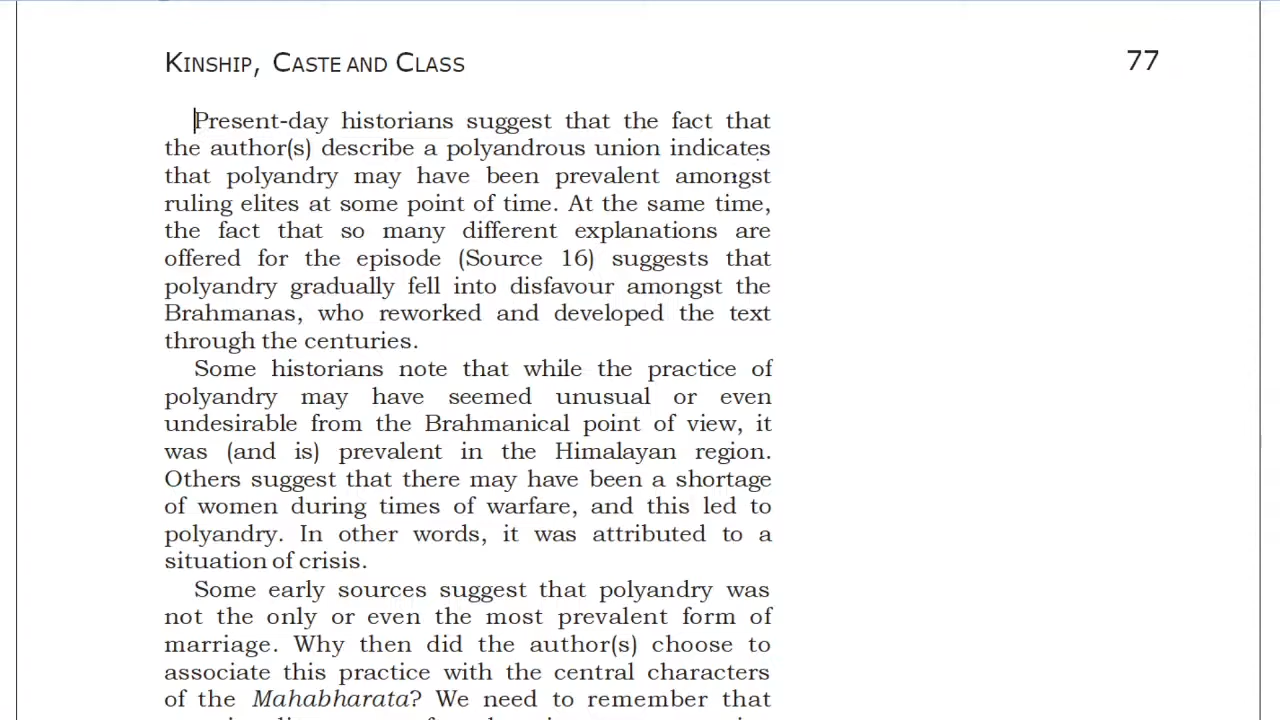 KINSHIP, CASTE AND CLASS 77
Present-day historians suggest that the fact that
the author(s) describe a polyandrous union indicates
that polyandry may have been prevalent amongst
ruling elites at some point of time. At the same time,
the fact that so many different explanations are
offered for the episode (Source 16) suggests that
polyandry gradually fell into disfavour amongst the
Brahmanas, who reworked and developed the text
through the centuries.
Some historians note that while the practice of
polyandry may have seemed unusual or even
undesirable from the Brahmanical point of view, it
was (and is) prevalent in the Himalayan region.
Others suggest that there may have been a shortage
of women during times of warfare, and this led to
polyandry. In other words, it was attributed to a
situation of crisis.
Some early sources suggest that polyandry was
not the only or even the most prevalent form of
marriage. Why then did the author(s) choose to
associate this practice with the central characters
of the Mahabharata? We need to remember that